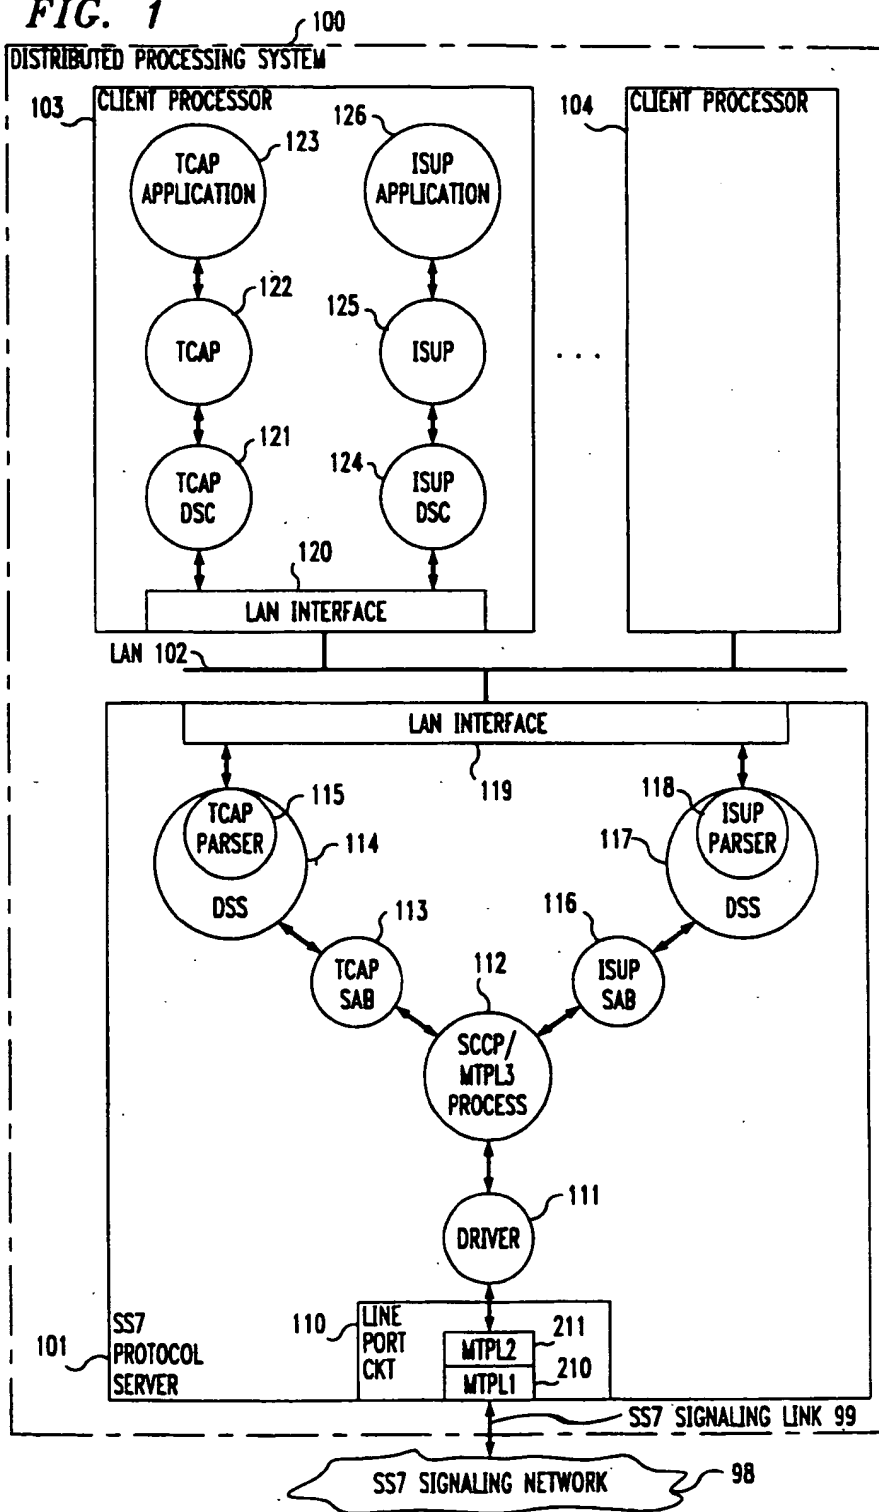 FIG. 1
100
DISTRIBUTED PROCESSING SYSTEM
103
CLIENT PROCESSOR
104
CLIENT PROCESSOR
123
TCAP
APPLICATION
126
ISUP
APPLICATION
122
TCAP
125
ISUP
. . .
121
TCAP
DSC
124
ISUP
DSC
120
LAN INTERFACE
LAN 102
LAN INTERFACE
119
TCAP
PARSER
115
114
DSS
118
ISUP
PARSER
117
DSS
113
TCAP
SAB
116
ISUP
SAB
112
SCCP/
MTPL3
PROCESS
111
DRIVER
101
SS7
PROTOCOL
SERVER
110
LINE
PORT
CKT
211
MTPL2
210
MTPL1
SS7 SIGNALING LINK 99
SS7 SIGNALING NETWORK
98